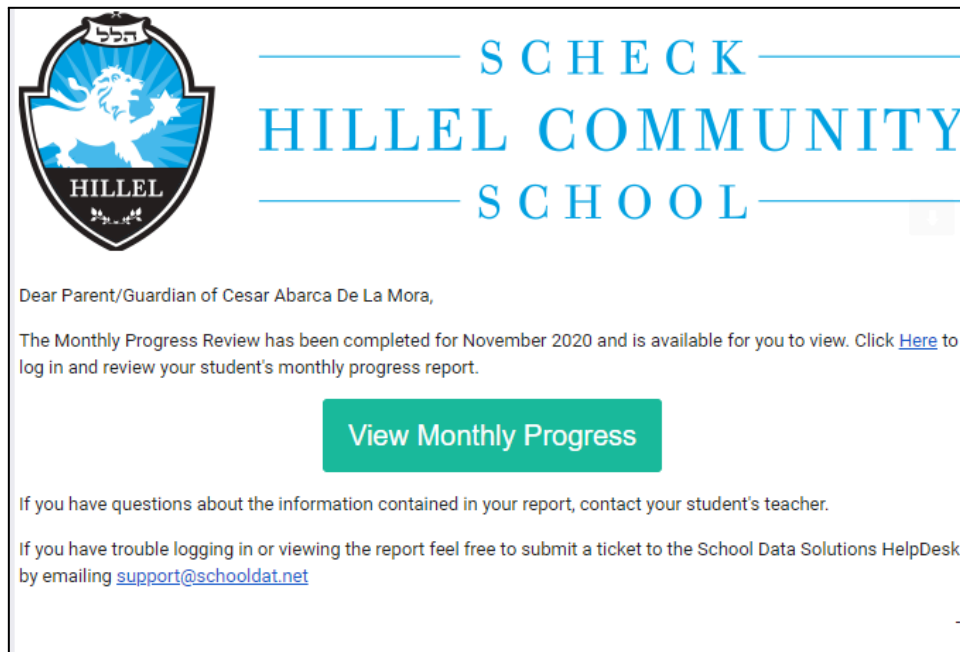 הלל
HILLEL
SCHECK
HILLEL COMMUNITY
SCHOOL
Dear Parent/Guardian of Cesar Abarca De La Mora,
The Monthly Progress Review has been completed for November 2020 and is available for you to view. Click Here to
log in and review your student's monthly progress report.
View Monthly Progress
If you have questions about the information contained in your report, contact your student's teacher.
If you have trouble logging in or viewing the report feel free to submit a ticket to the School Data Solutions HelpDesk
by emailing support@schooldat.net